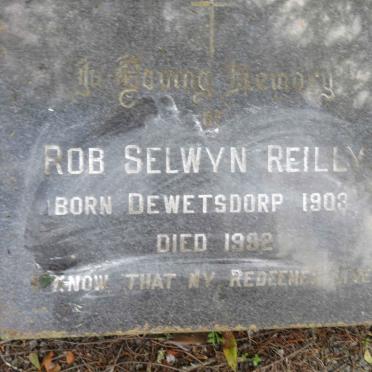 In Loving Memory
OF
ROB SELWYN REILLY
BORN DEWETSDORP 1903
DIED 1982
KNOW THAT MY REDEEMER